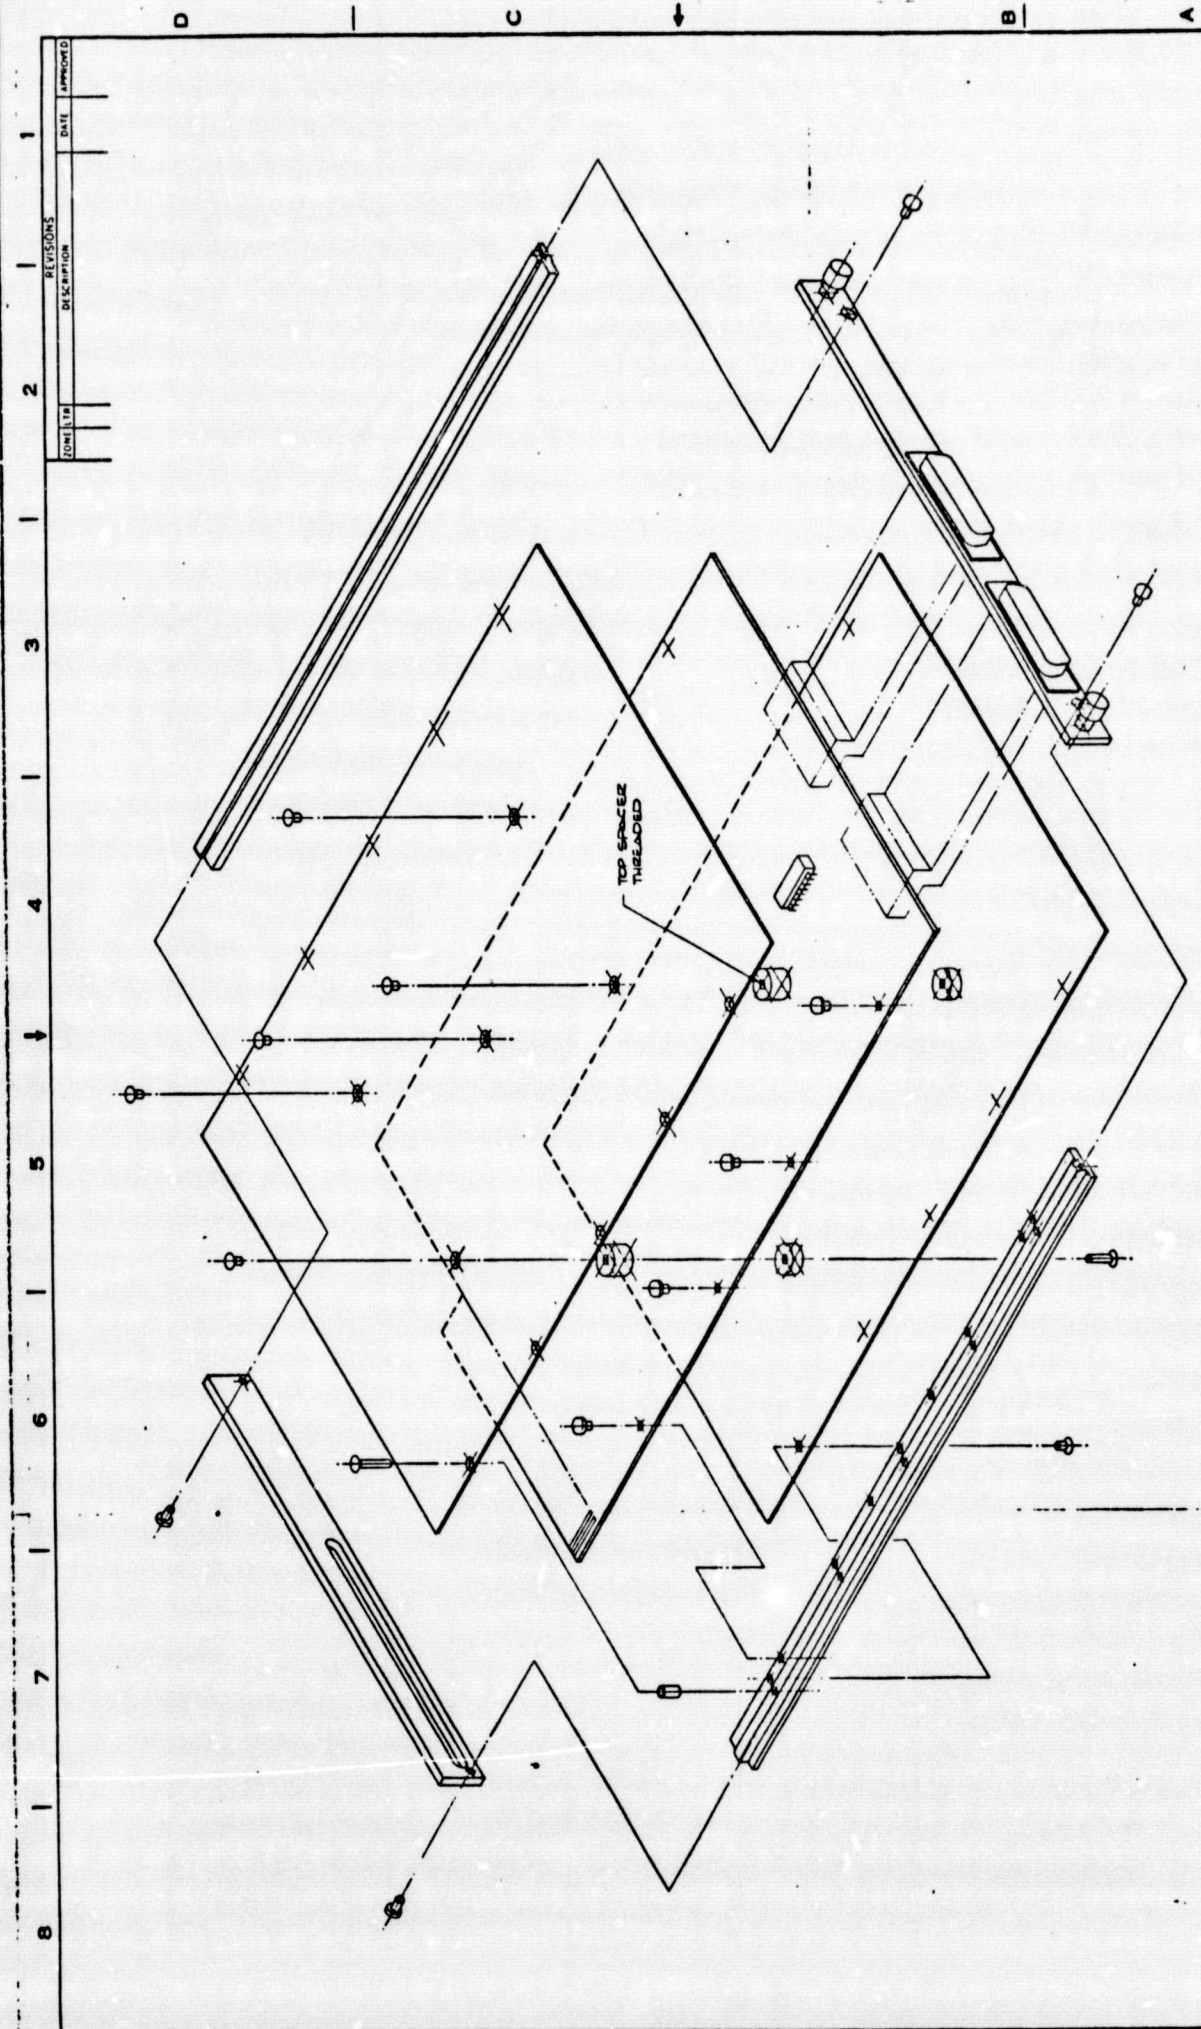 D
C
B
A
1
2
3
4
5
6
7
8
REVISIONS
ZONE
LTR
DESCRIPTION
DATE
APPROVED
TOP SPACER
THREADED